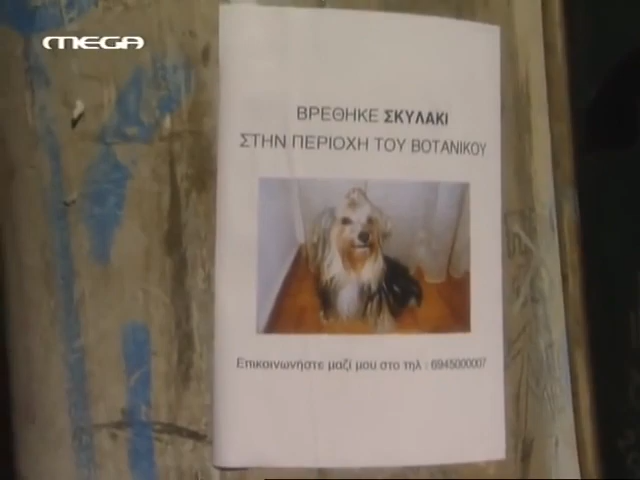 MEGA
ΒΡΕΘΗΚΕ ΣΚΥΛΑΚΙ
ΣΤΗΝ ΠΕΡΙΟΧΗ ΤΟΥ ΒΟΤΑΝΙΚΟΥ
Επικοινωνήστε μαζί μου στο τηλ : 6945000007